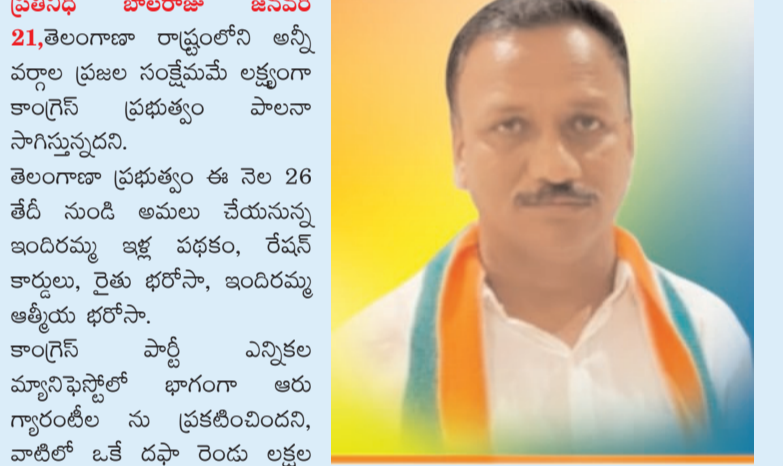 ప్రతినిధి బాలరాజు జనవరి
21,తెలంగాణా రాష్ట్రంలోని అన్నీ
వర్గాల ప్రజల సంక్షేమమే లక్ష్యంగా
కాంగ్రెస్ ప్రభుత్వం పాలనా
సాగిస్తున్నదని.
తెలంగాణా ప్రభుత్వం ఈ నెల 26
తేదీ నుండి అమలు చేయనున్న
ఇందిరమ్మ ఇళ్ల పథకం, రేషన్
కార్డులు, రైతు భరోసా, ఇందిరమ్మ
ఆత్మీయ భరోసా.
కాంగ్రెస్ పార్టీ ఎన్నికల
మ్యానిఫెస్టోలో భాగంగా ఆరు
గ్యారంటీల ను ప్రకటించిందని,
వాటిలో ఒకే దఫా రెండు లక్షల